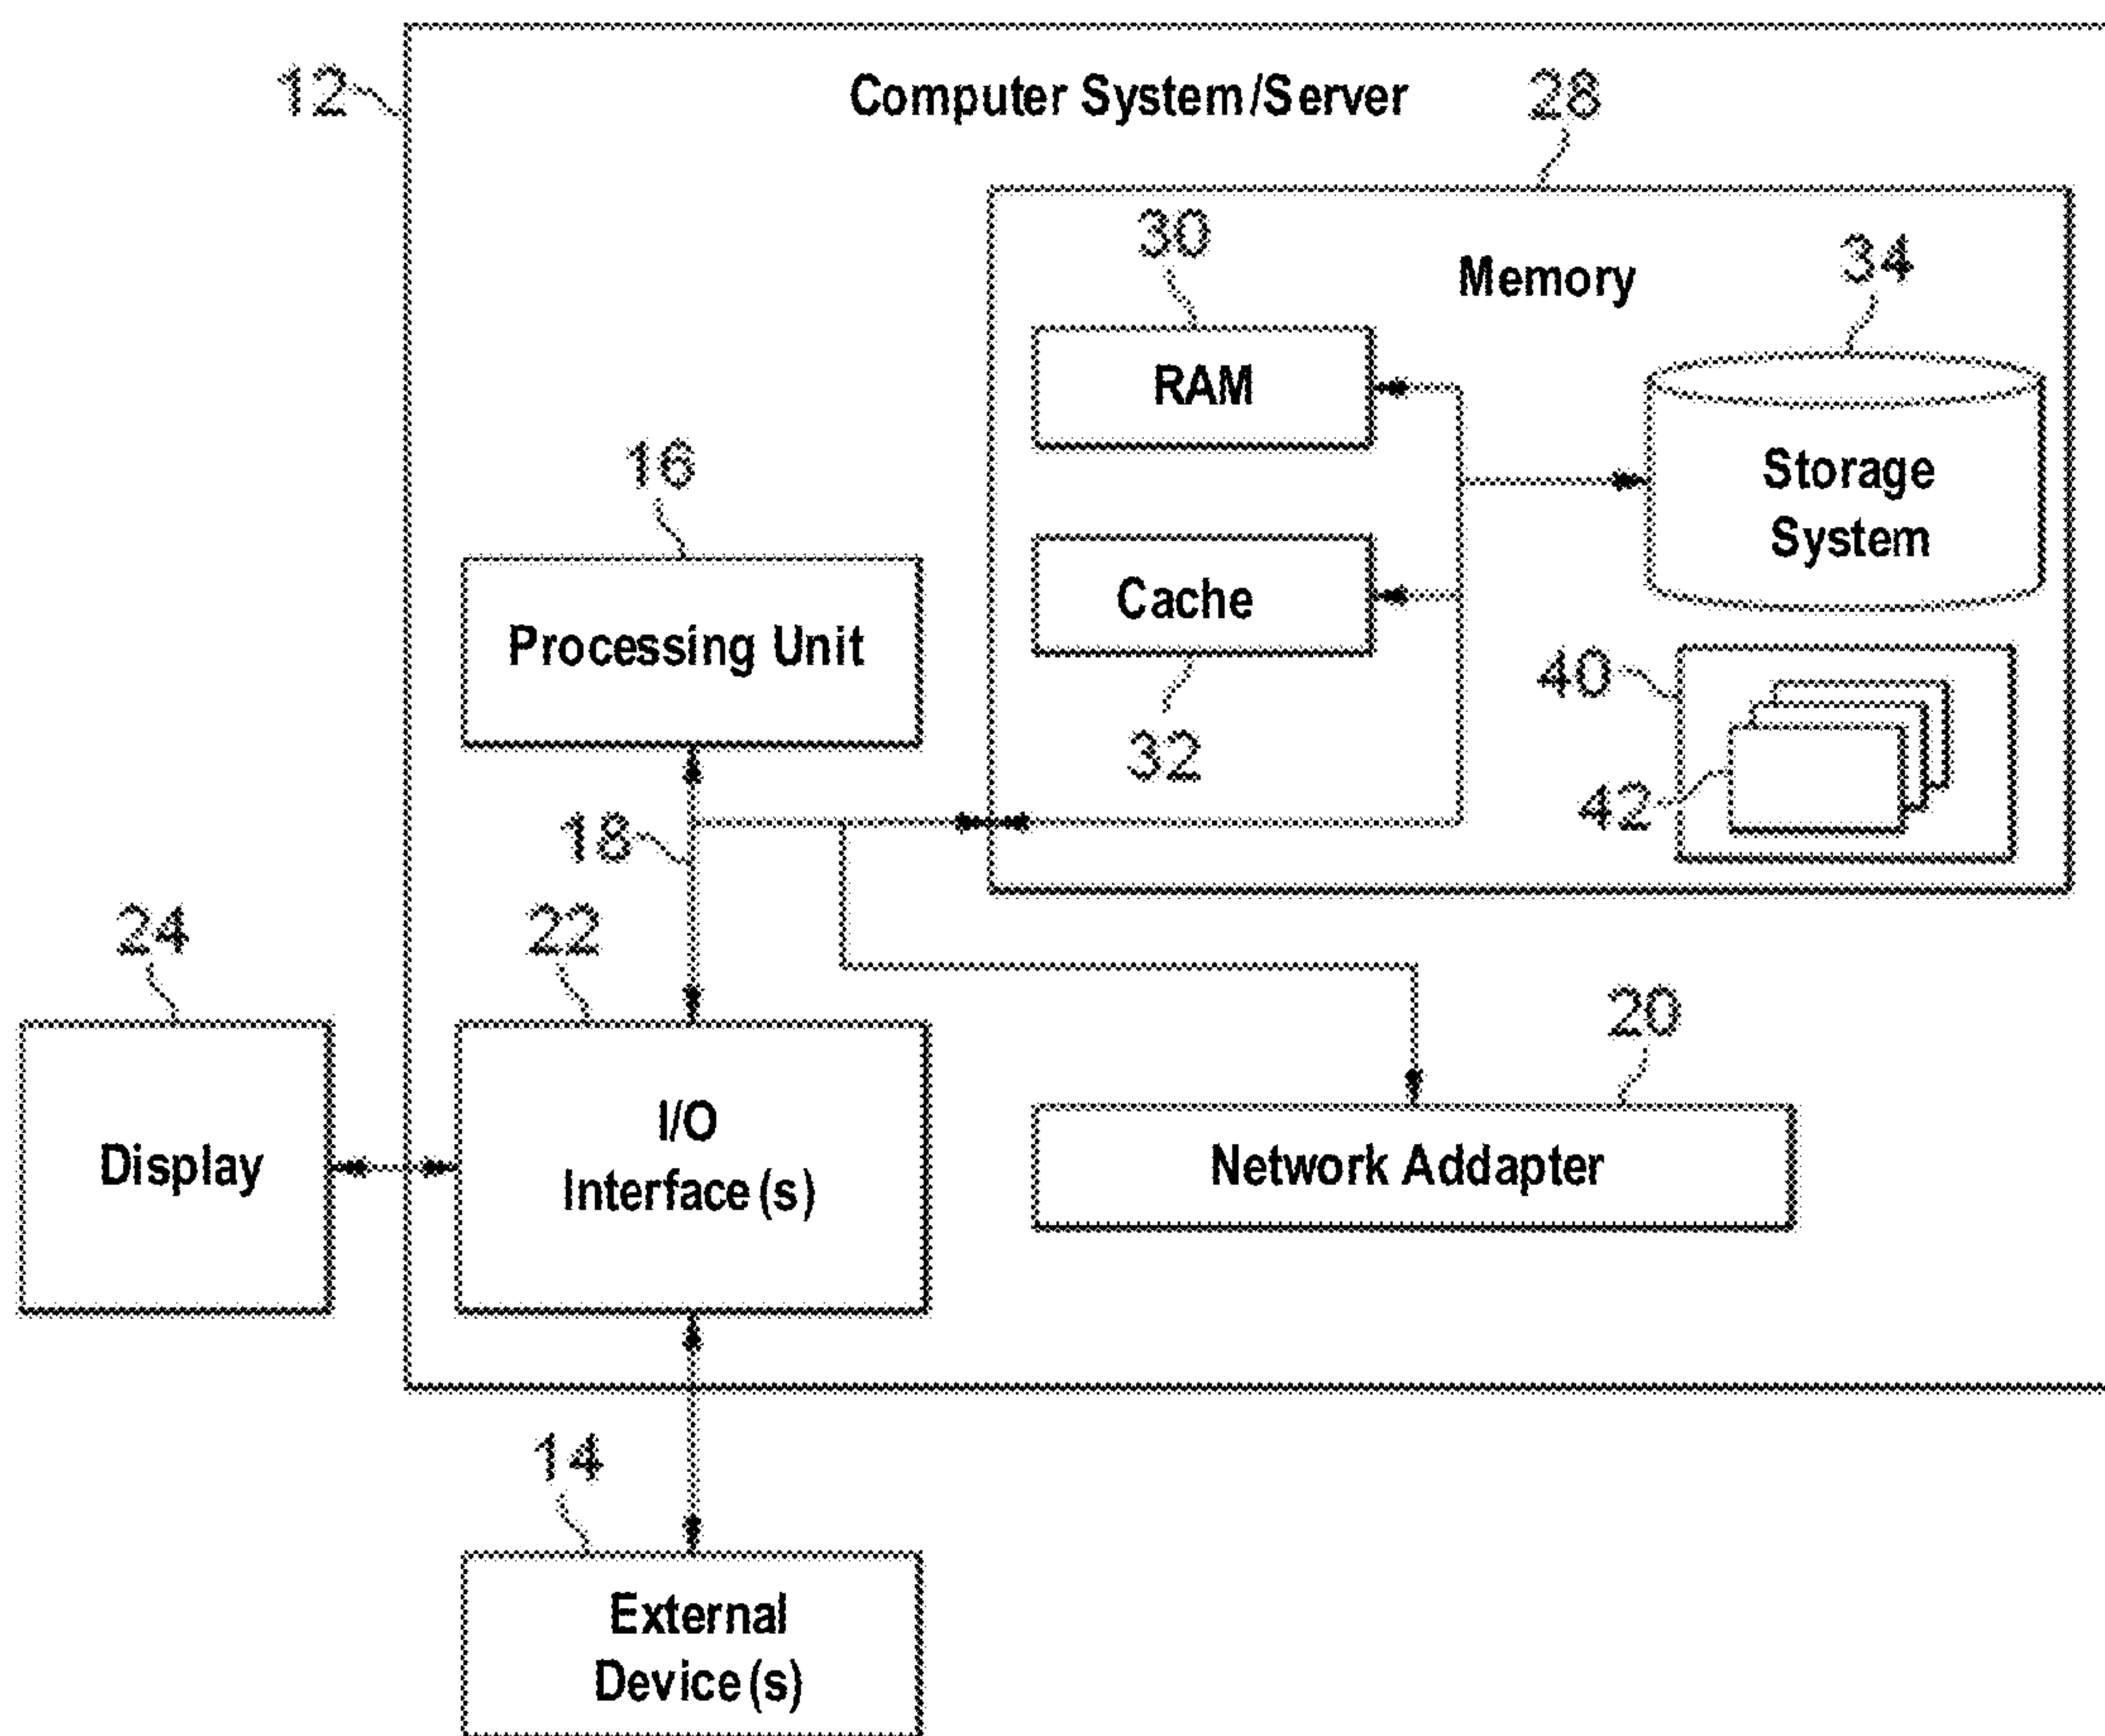 12
Computer System/Server
28
30
Memory
34
RAM
16
Storage
System
Processing Unit
Cache
40
32
42
18
24
22
20
Display
I/O
Interface(s)
Network Addapter
14
External
Device(s)